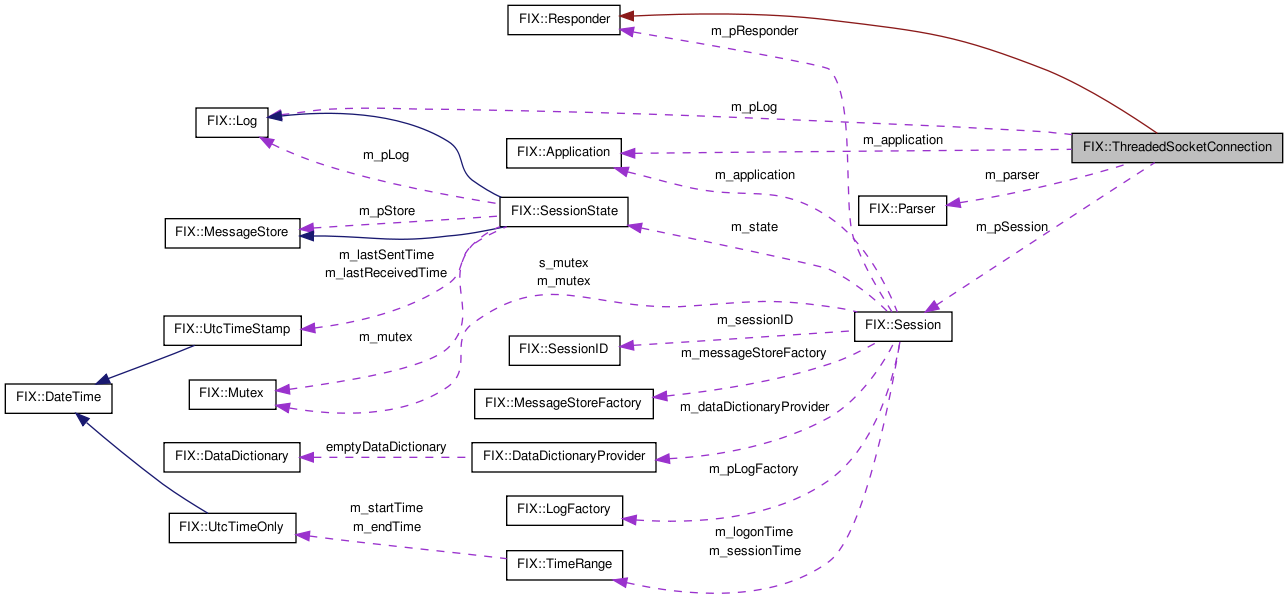 FIX::Responder
m_pResponder
m_pLog
FIX::Log
m_application
FIX::ThreadedSocketConnection
FIX::Application
m_pLog
m_application
m_parser
FIX::SessionState
FIX::Parser
m_pStore
m_state
m_pSession
FIX::MessageStore
m_lastSentTime
m_lastReceivedTime
s_mutex
m_mutex
FIX::UtcTimeStamp
m_sessionID
FIX::Session
m_mutex
FIX::SessionID
m_messageStoreFactory
FIX::DateTime
FIX::Mutex
FIX::MessageStoreFactory
m_dataDictionaryProvider
emptyDataDictionary
FIX::DataDictionary
FIX::DataDictionaryProvider
m_pLogFactory
m_startTime
m_endTime
FIX::LogFactory
FIX::UtcTimeOnly
m_logonTime
m_sessionTime
FIX::TimeRange